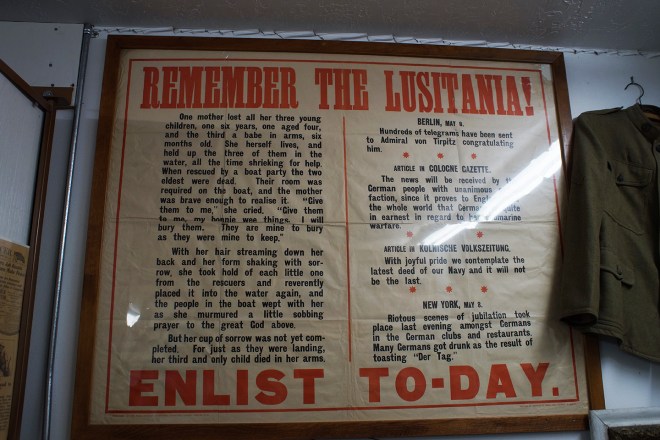 REMEMBER THE LUSITANIA!
One mother lost all her three young
children, one six years, one aged four,
and the third a babe in arms, six
months old. She herself lives, and
held up the three of them in the
water, all the time shrieking for help.
When rescued by a boat party the two
eldest were dead. Their room was
required on the boat, and the mother
was brave enough to realise it. "Give
them to me," she cried. "Give them
to me, my bonnie wee things. I will
bury them. They are mine to bury
as they were mine to keep."
With her hair streaming down her
back and her form shaking with sor-
row, she took hold of each little one
from the rescuers and reverently
placed it into the water again, and
the people in the boat wept with her
as she murmured a little sobbing
prayer to the great God above.
But her cup of sorrow was not yet com-
pleted. For just as they were landing,
her third and only child died in her arms.
BERLIN, MAY 8.
Hundreds of telegrams have been sent
to Admiral von Tirpitz congratulating
him.
ARTICLE IN COLOGNE GAZETTE.
The news will be received by
German people with unanimous
faction, since it proves to
the whole world that
in earnest in regard to
warfare.
ARTICLE IN KOLNISCHE VOLKSZEITUNG.
With joyful pride we contemplate the
latest deed of our Navy and it will not
be the last.
NEW YORK, MAY 8.
Riotous scenes of jubilation took
place last evening amongst Germans
in the German clubs and restaurants.
Many Germans got drunk as the result of
toasting "Der Tag."
ENLIST TO-DAY.